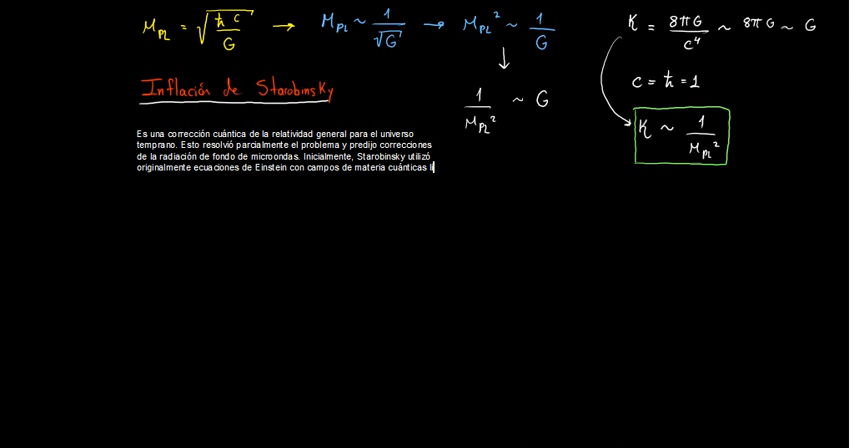 M_PL = √(ħc/G) → M_PL ~ 1/√G → M_PL² ~ 1/G
↓
1/M_PL² ~ G
K = 8πG/c⁴ ~ 8πG ~ G
c = ħ = 1
K ~ 1/M_PL²
Inflación de Starobinsky
Es una corrección cuántica de la relatividad general para el universo
temprano. Esto resolvió parcialmente el problema y predijo correcciones
de la radiación de fondo de microondas. Inicialmente, Starobinsky utilizó
originalmente ecuaciones de Einstein con campos de materia cuánticas li